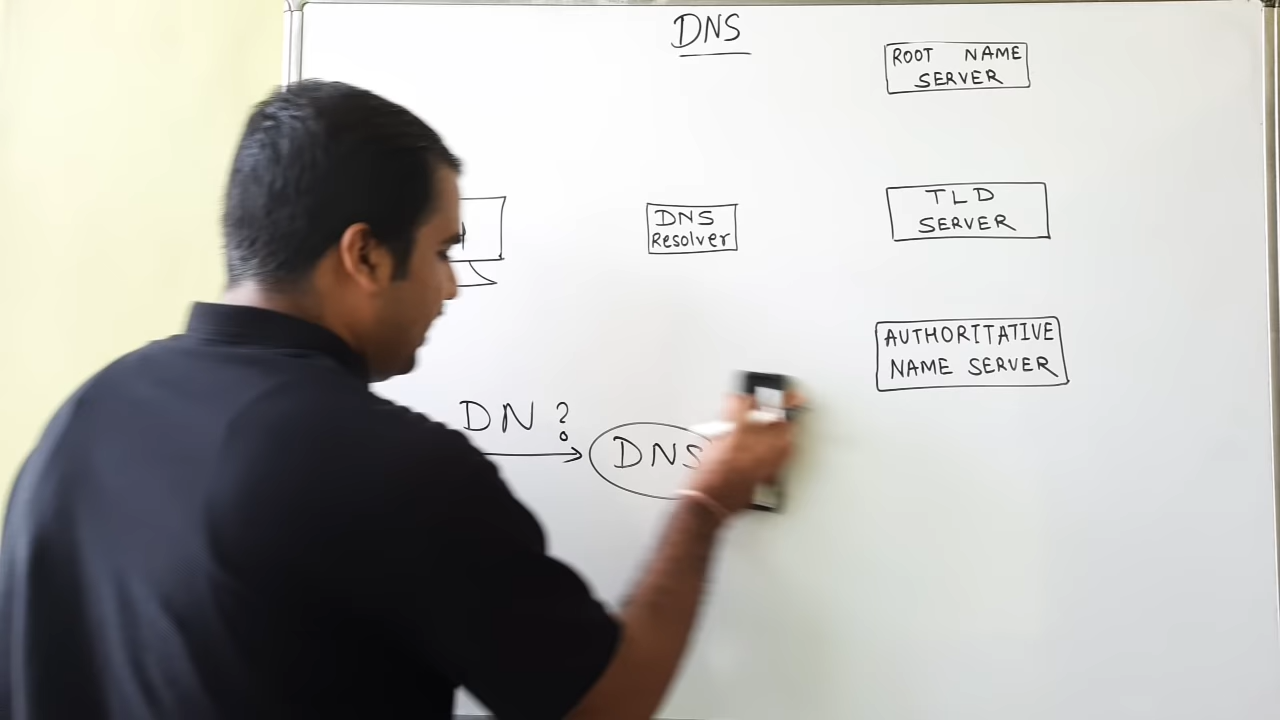 DNS
ROOT NAME
SERVER
TLD
SERVER
DNS
Resolver
AUTHORITATIVE
NAME SERVER
DN ?
DNS